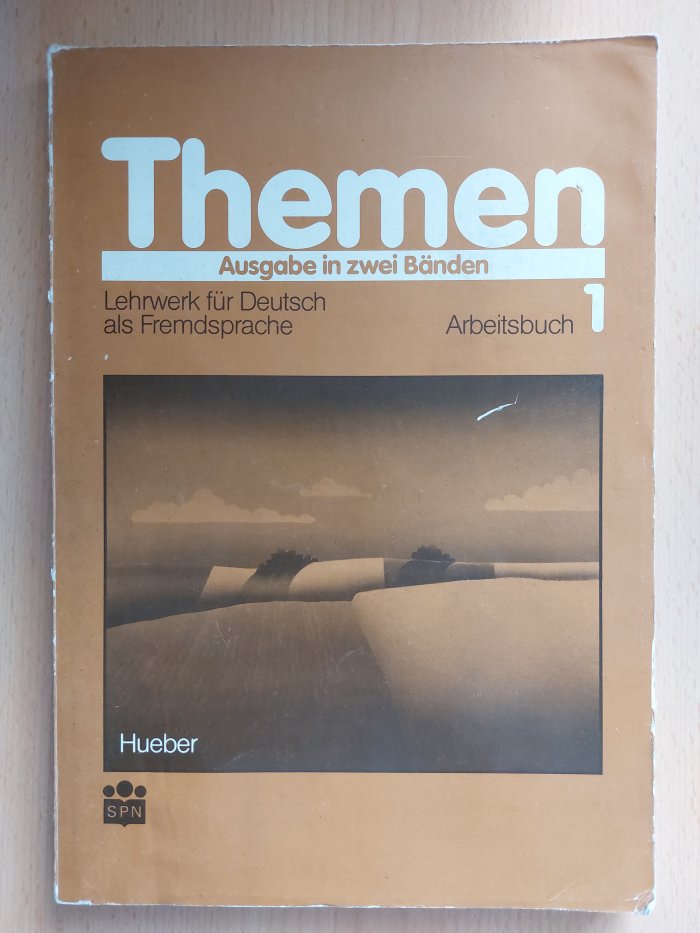 Themen
Ausgabe in zwei Bänden
1
Lehrwerk für Deutsch
als Fremdsprache
Arbeitsbuch
Hueber
SPN